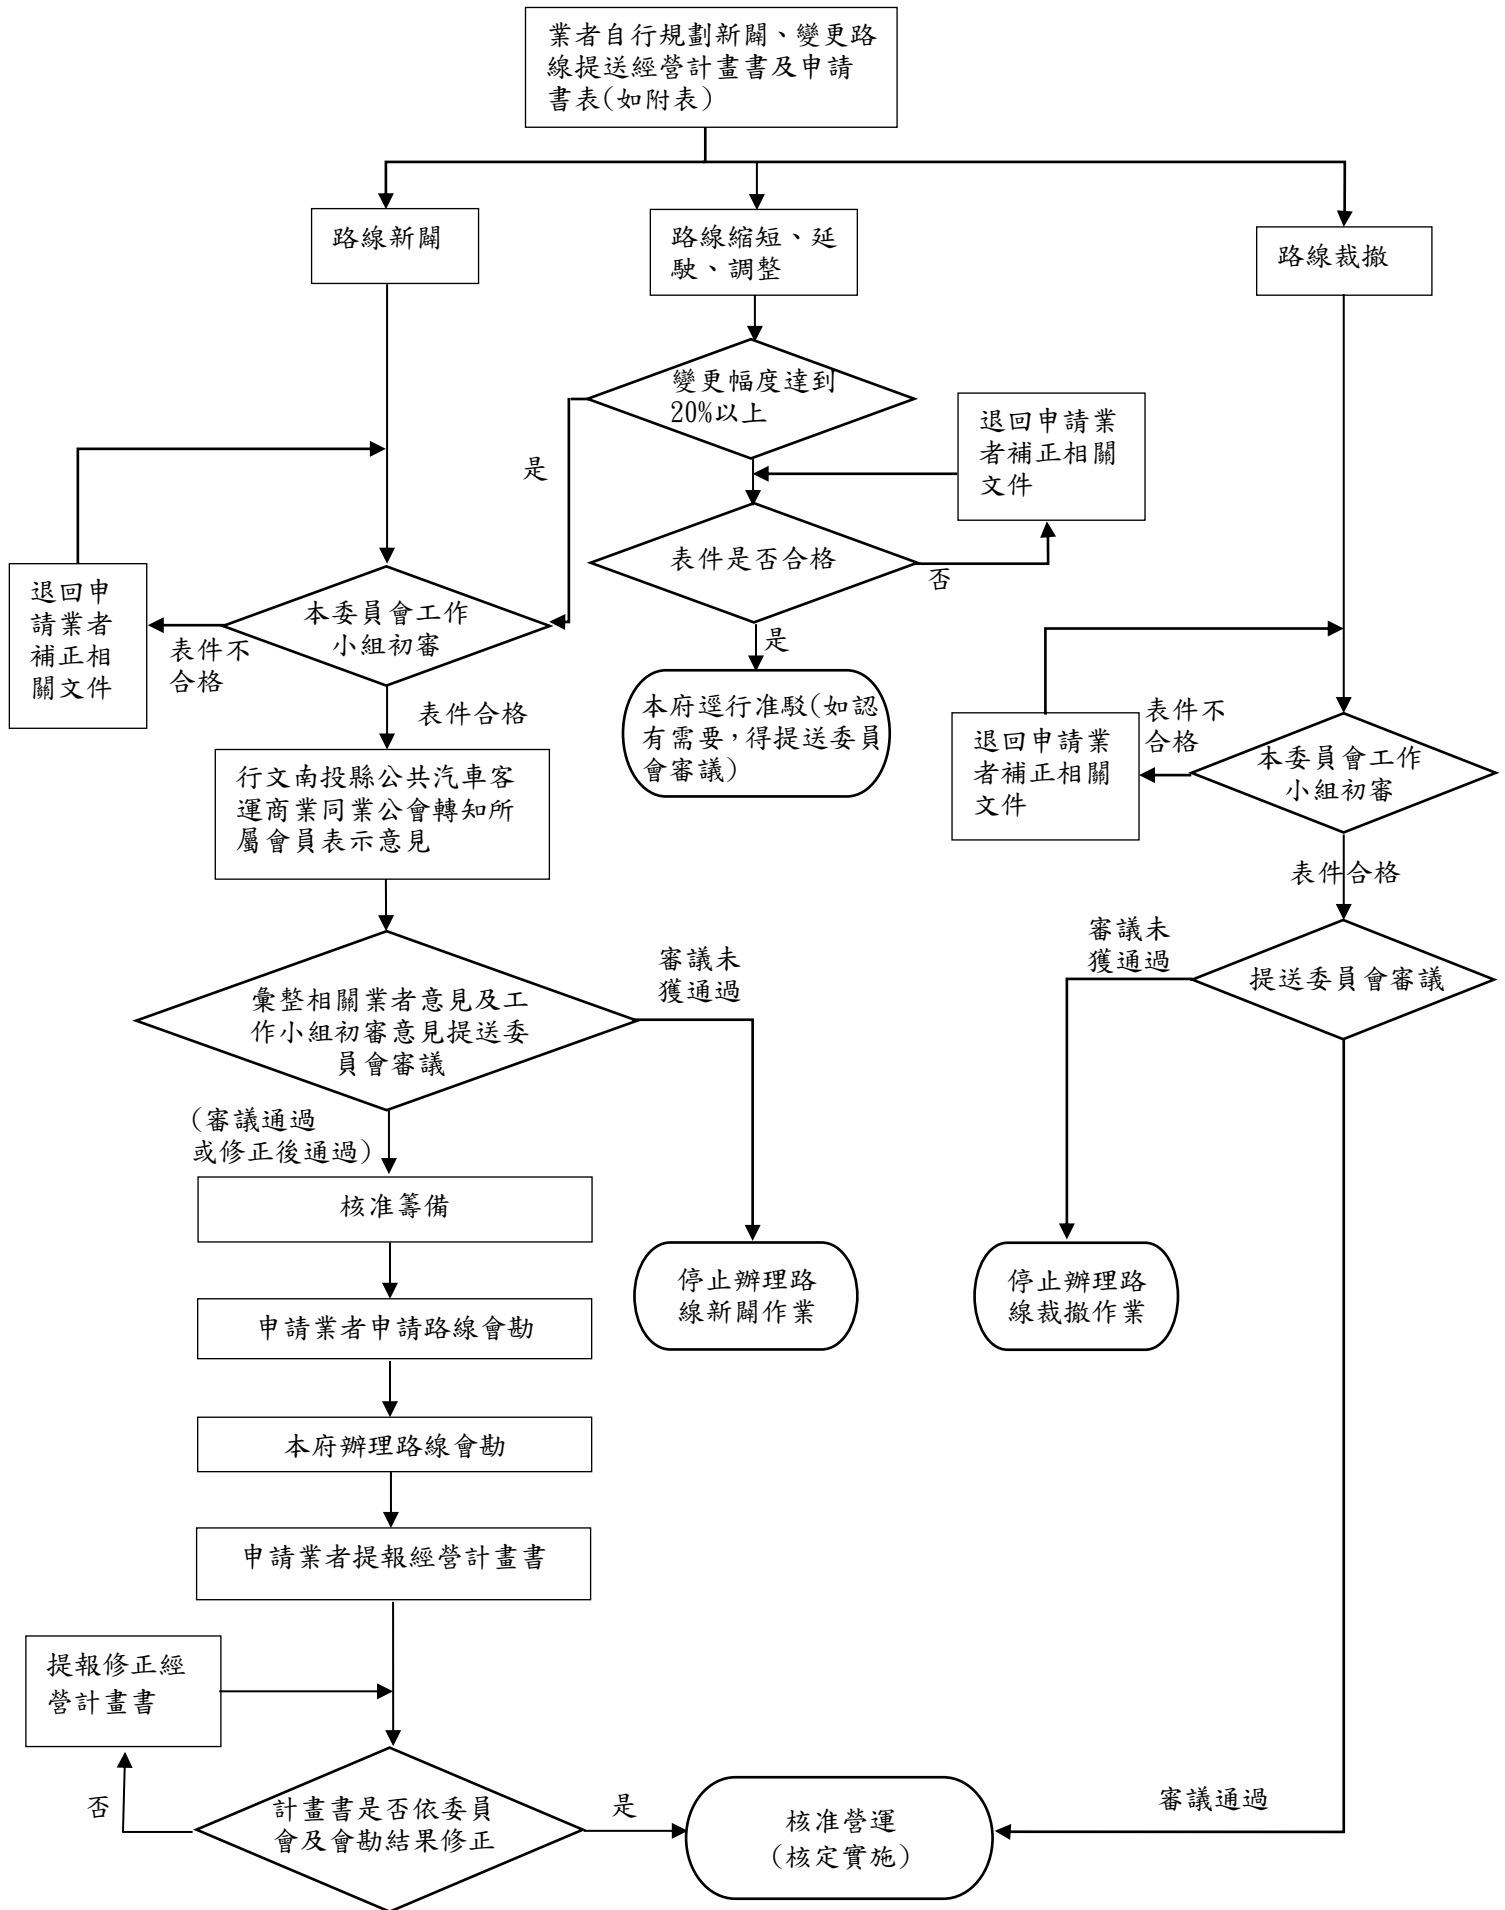 業者自行規劃新闢、變更路
線提送經營計畫書及申請
書表(如附表)
路線新闢
路線縮短、延
駛、調整
路線裁撤
變更幅度達到
20%以上
退回申請業
者補正相關
文件
是
表件是否合格
否
退回申
請業者
補正相
關文件
本委員會工作
小組初審
表件不
合格
是
表件合格
本府逕行准駁(如認
有需要，得提送委員
會審議)
退回申請業
者補正相關
文件
表件不
合格
本委員會工作
小組初審
行文南投縣公共汽車客
運商業同業公會轉知所
屬會員表示意見
表件合格
審議未
獲通過
審議未
獲通過
提送委員會審議
彙整相關業者意見及工
作小組初審意見提送委
員會審議
(審議通過
或修正後通過)
核准籌備
停止辦理路
線新闢作業
停止辦理路
線裁撤作業
申請業者申請路線會勘
本府辦理路線會勘
申請業者提報經營計畫書
提報修正經
營計畫書
否
計畫書是否依委員
會及會勘結果修正
是
核准營運
(核定實施)
審議通過